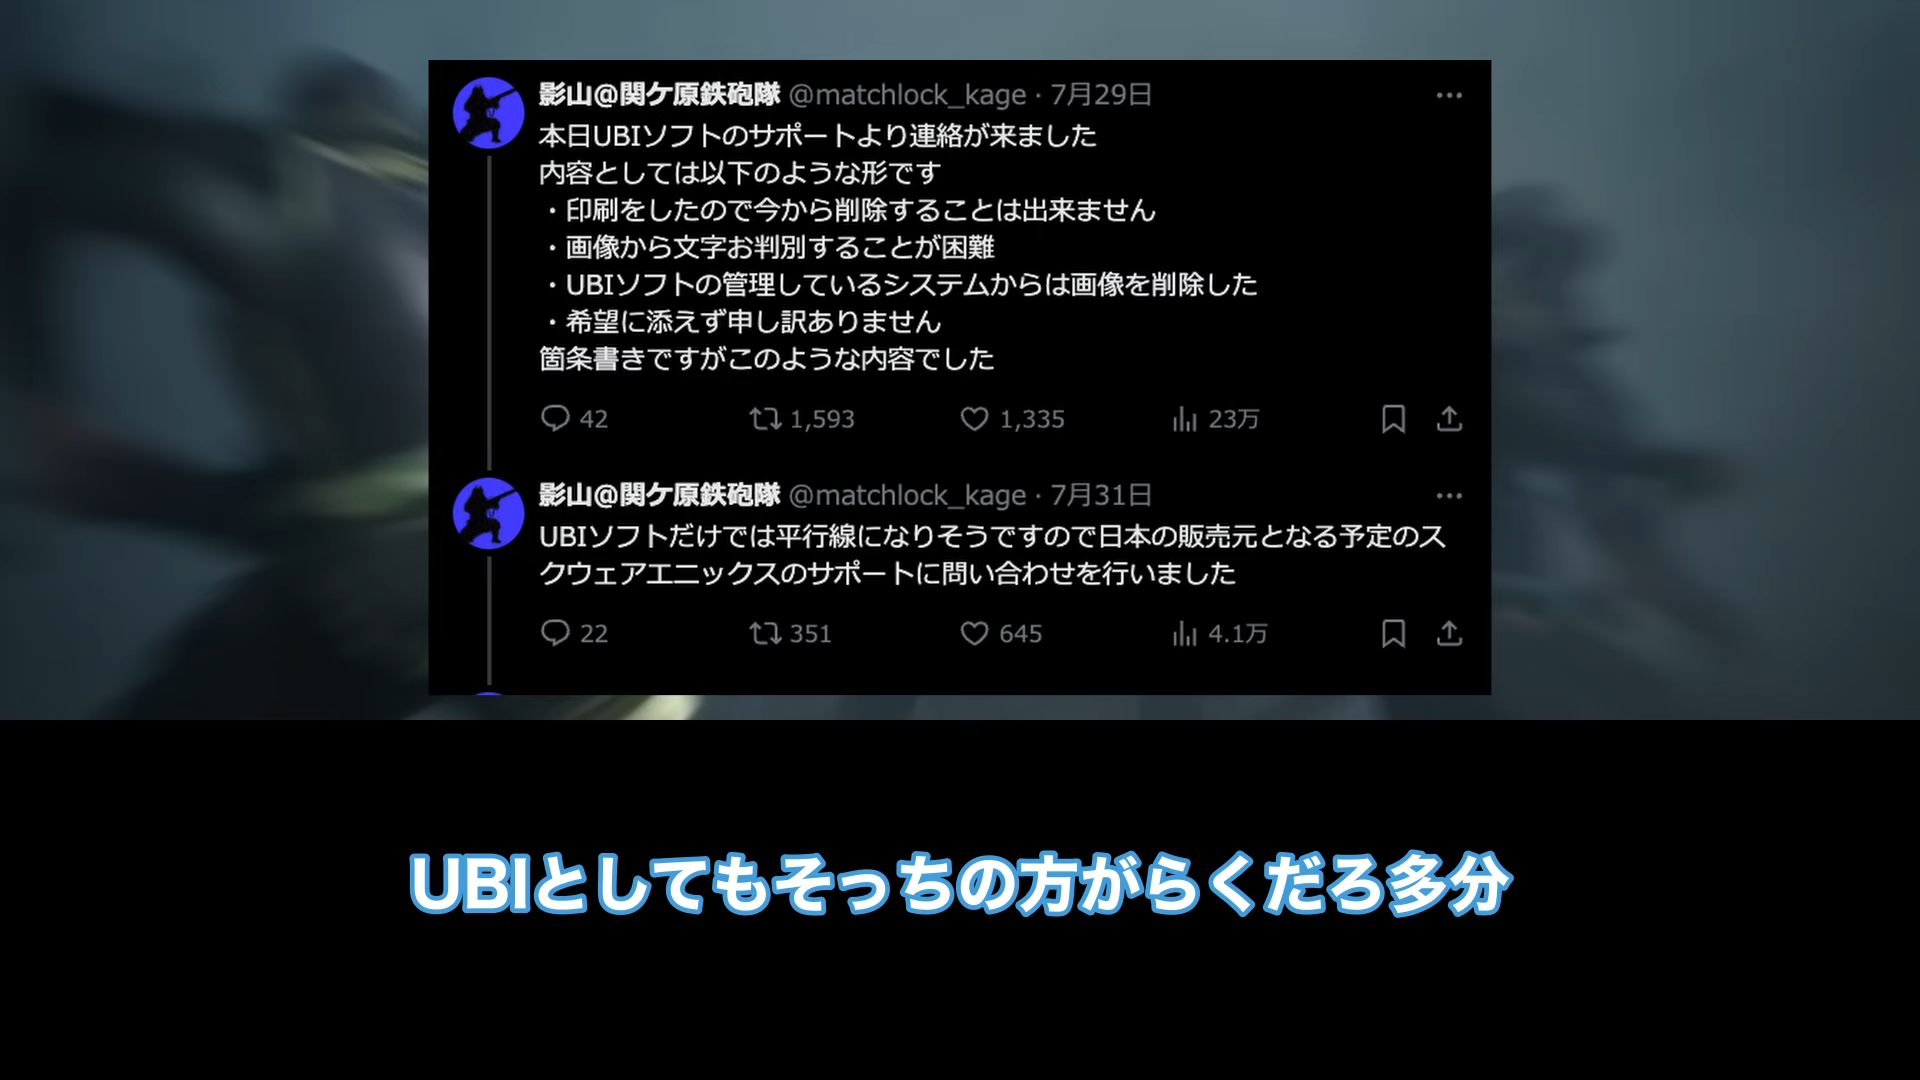 影山@関ケ原鉄砲隊 @matchlock_kage · 7月29日
本日UBIソフトのサポートより連絡が来ました
内容としては以下のような形です
・印刷をしたので今から削除することは出来ません
・画像から文字お判別することが困難
・UBIソフトの管理しているシステムからは画像を削除した
・希望に添えず申し訳ありません
箇条書きですがこのような内容でした
42 1,593 1,335 23万
影山@関ケ原鉄砲隊 @matchlock_kage · 7月31日
UBIソフトだけでは平行線になりそうですので日本の販売元となる予定のス
クウェアエニックスのサポートに問い合わせを行いました
22 351 645 4.1万
UBIとしてもそっちの方がらくだろ多分